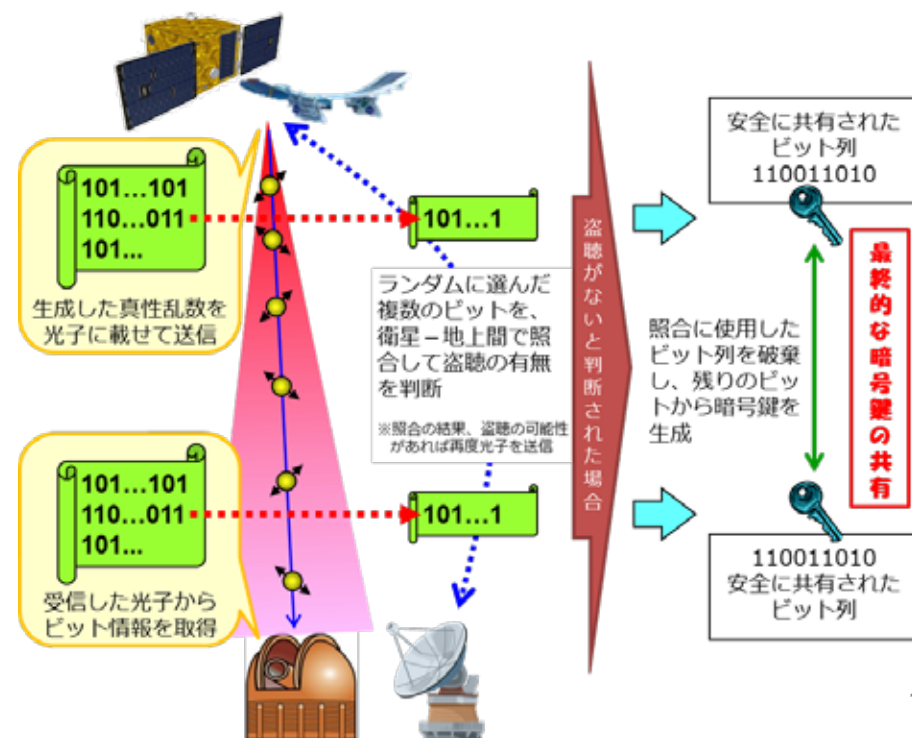 101...101
110...011
101...
生成した真性乱数を
光子に載せて送信
101...1
ランダムに選んだ
複数のビットを、
衛星－地上間で照
合して盗聴の有無
を判断
※照合の結果、盗聴の可能性
があれば再度光子を送信
101...101
110...011
101...
受信した光子から
ビット情報を取得
101...1
盗聴がないと判断された場合
安全に共有された
ビット列
110011010
照合に使用した
ビット列を破棄
し、残りのビッ
トから暗号鍵を
生成
最終的な暗号鍵の共有
110011010
安全に共有された
ビット列